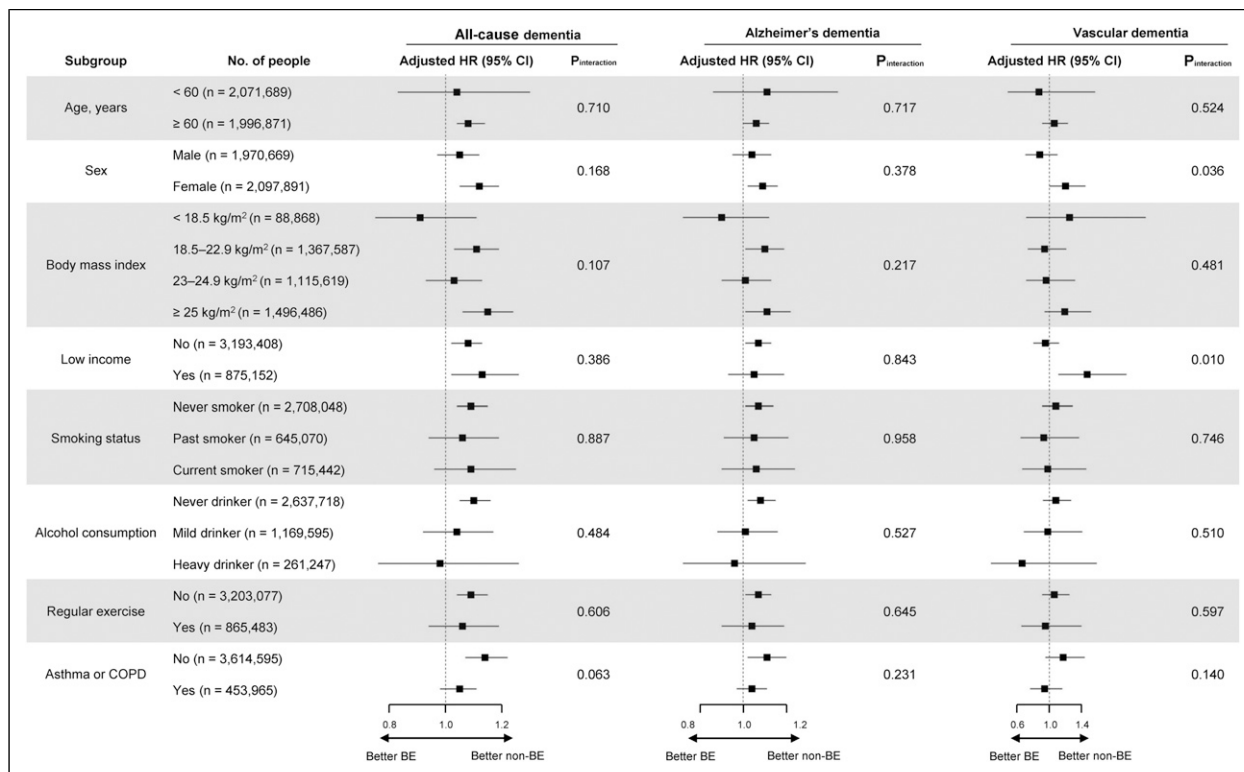 All-cause dementia Alzheimer's dementia Vascular dementia
Subgroup No. of people Adjusted HR (95% CI) Pinteraction Adjusted HR (95% CI) Pinteraction Adjusted HR (95% CI) Pinteraction
Age, years
< 60 (n = 2,071,689)
≥ 60 (n = 1,996,871)
0.710 0.717 0.524
Sex
Male (n = 1,970,669)
Female (n = 2,097,891)
0.168 0.378 0.036
Body mass index
< 18.5 kg/m² (n = 88,868)
18.5–22.9 kg/m² (n = 1,367,587)
23–24.9 kg/m² (n = 1,115,619)
≥ 25 kg/m² (n = 1,496,486)
0.107 0.217 0.481
Low income
No (n = 3,193,408)
Yes (n = 875,152)
0.386 0.843 0.010
Smoking status
Never smoker (n = 2,708,048)
Past smoker (n = 645,070)
Current smoker (n = 715,442)
0.887 0.958 0.746
Alcohol consumption
Never drinker (n = 2,637,718)
Mild drinker (n = 1,169,595)
Heavy drinker (n = 261,247)
0.484 0.527 0.510
Regular exercise
No (n = 3,203,077)
Yes (n = 865,483)
0.606 0.645 0.597
Asthma or COPD
No (n = 3,614,595)
Yes (n = 453,965)
0.063 0.231 0.140
0.8 1.0 1.2 0.8 1.0 1.2 0.6 1.0 1.4
Better BE Better non-BE Better BE Better non-BE Better BE Better non-BE